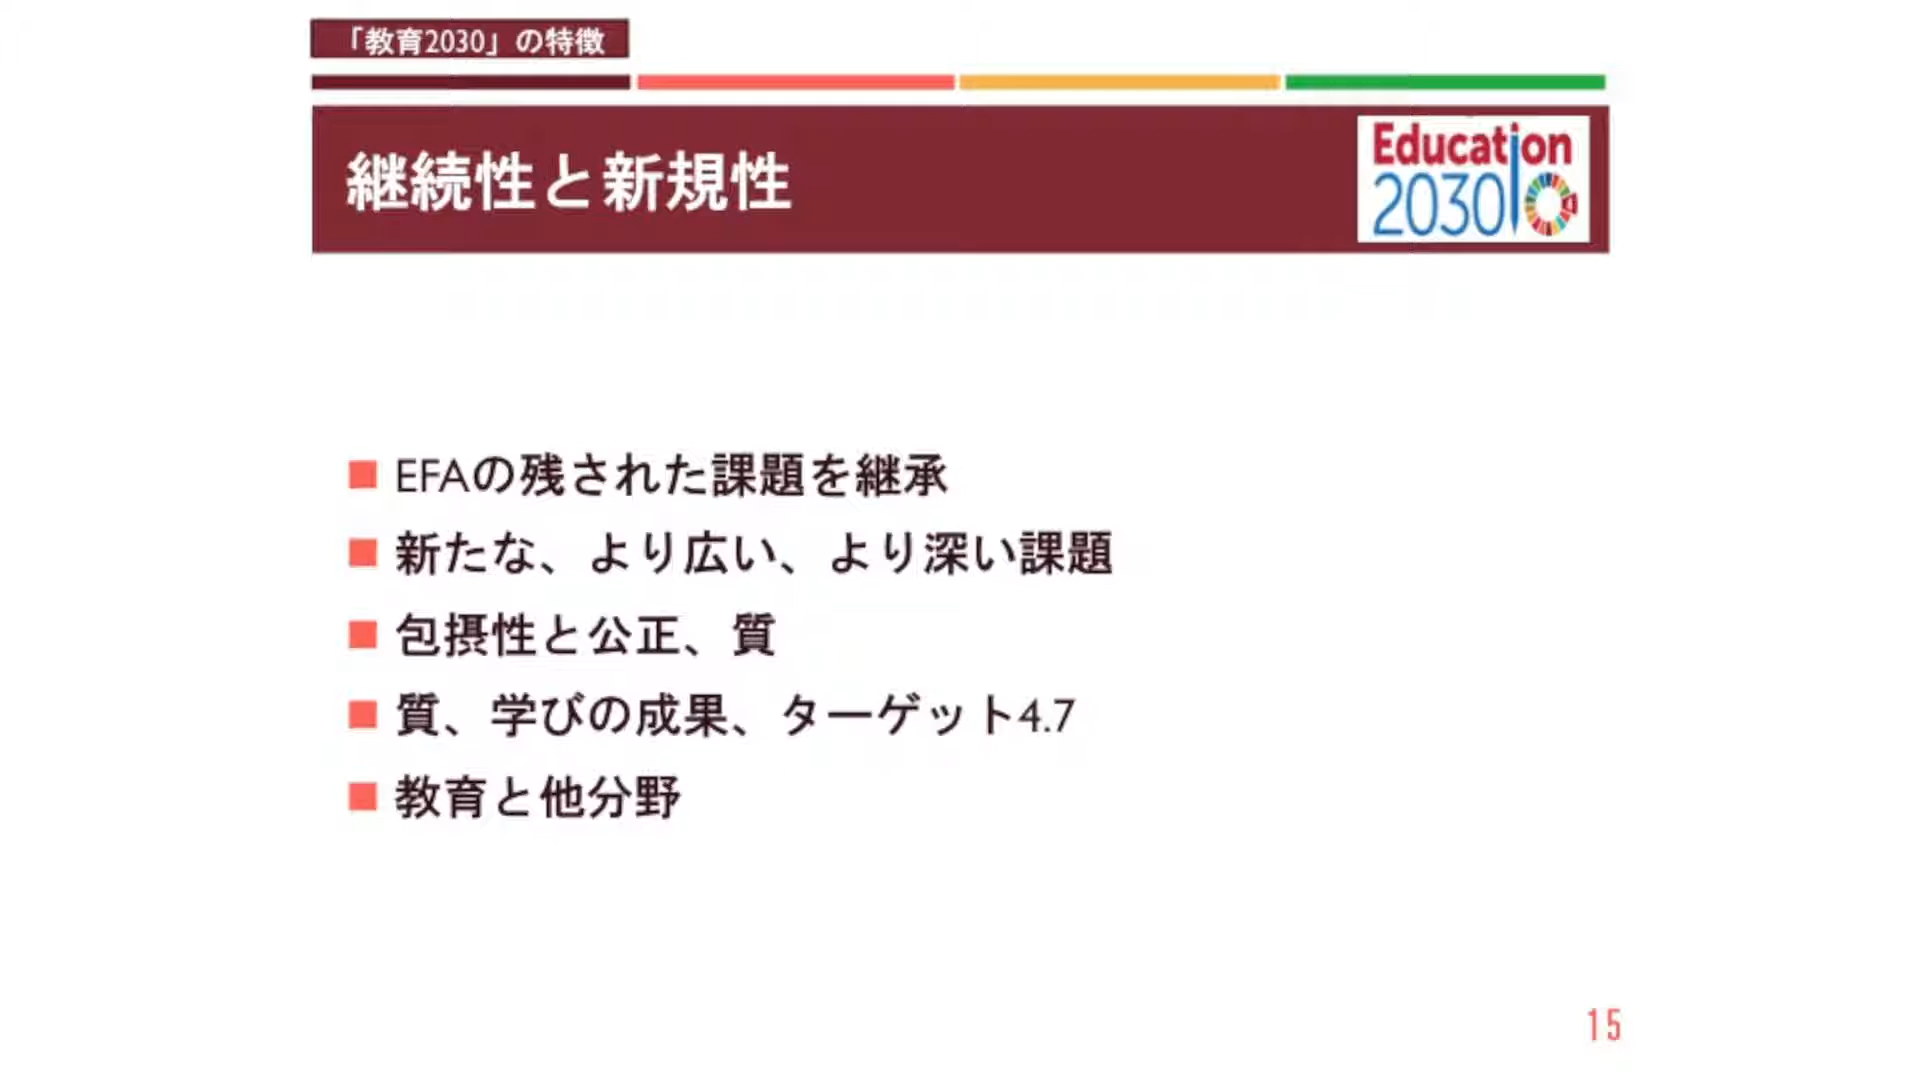 「教育2030」の特徴
継続性と新規性
Education
2030
EFAの残された課題を継承
新たな、より広い、より深い課題
包摂性と公正、質
質、学びの成果、ターゲット4.7
教育と他分野
15